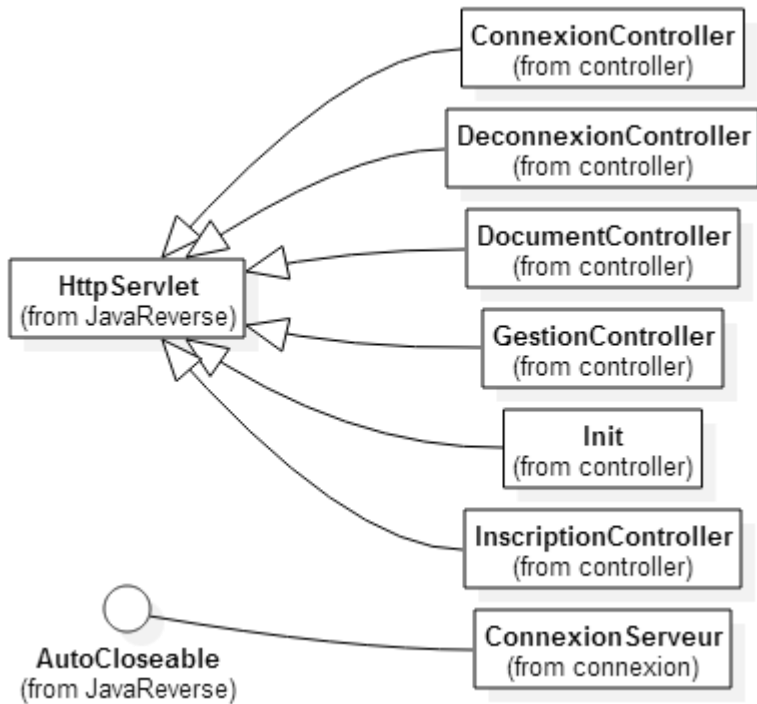 ConnexionController
(from controller)
DeconnexionController
(from controller)
DocumentController
(from controller)
HttpServlet
(from JavaReverse)
GestionController
(from controller)
Init
(from controller)
InscriptionController
(from controller)
ConnexionServeur
(from connexion)
AutoCloseable
(from JavaReverse)